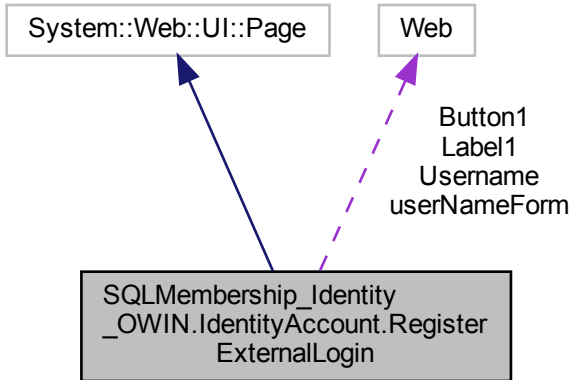 System::Web::UI::Page
Web
Button1
Label1
Username
userNameForm
SQLMembership_Identity
_OWIN.IdentityAccount.Register
ExternalLogin